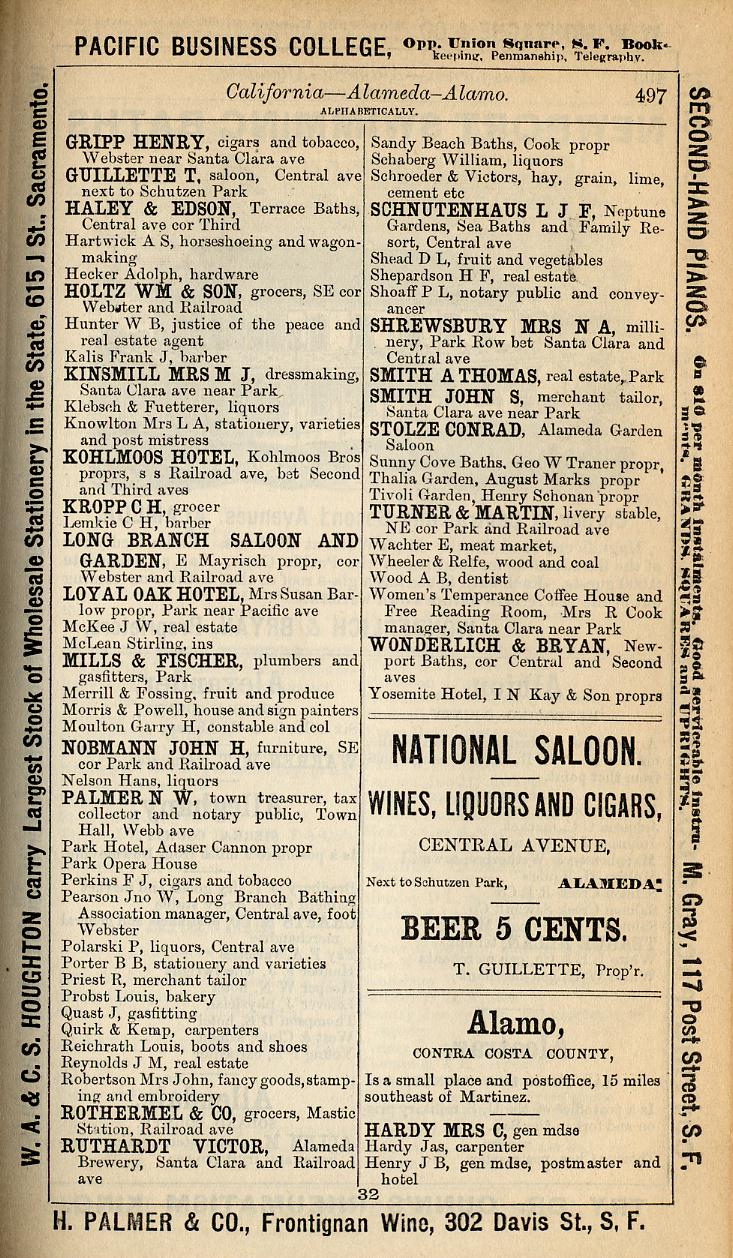 PACIFIC BUSINESS COLLEGE, Opp. Union Square, S. F. Book-
keeping, Penmanship, Telegraphy.
California—Alameda–Alamo. 497
ALPHABETICALLY.
GRIPP HENRY, cigars and tobacco,
Webster near Santa Clara ave
GUILLETTE T, saloon, Central ave
next to Schutzen Park
HALEY & EDSON, Terrace Baths,
Central ave cor Third
Hartwick A S, horseshoeing and wagon-
making
Hecker Adolph, hardware
HOLTZ WM & SON, grocers, SE cor
Webster and Railroad
Hunter W B, justice of the peace and
real estate agent
Kalis Frank J, barber
KINSMILL MRS M J, dressmaking,
Santa Clara ave near Park
Klebsch & Fuetterer, liquors
Knowlton Mrs L A, stationery, varieties
and post mistress
KOHLMOOS HOTEL, Kohlmoos Bros
proprs, s s Railroad ave, bet Second
and Third aves
KROPP C H, grocer
Lemkie C H, barber
LONG BRANCH SALOON AND
GARDEN, E Mayrisch propr, cor
Webster and Railroad ave
LOYAL OAK HOTEL, Mrs Susan Bar-
low propr, Park near Pacific ave
McKee J W, real estate
McLean Stirling, ins
MILLS & FISCHER, plumbers and
gasfitters, Park
Merrill & Fossing, fruit and produce
Morris & Powell, house and sign painters
Moulton Garry H, constable and col
NOBMANN JOHN H, furniture, SE
cor Park and Railroad ave
Nelson Hans, liquors
PALMER N W, town treasurer, tax
collector and notary public, Town
Hall, Webb ave
Park Hotel, Adaser Cannon propr
Park Opera House
Perkins F J, cigars and tobacco
Pearson Jno W, Long Branch Bathing
Association manager, Central ave, foot
Webster
Polarski P, liquors, Central ave
Porter B B, stationery and varieties
Priest R, merchant tailor
Probst Louis, bakery
Quast J, gasfitting
Quirk & Kemp, carpenters
Reichrath Louis, boots and shoes
Reynolds J M, real estate
Robertson Mrs John, fancy goods, stamp-
ing and embroidery
ROTHERMEL & CO, grocers, Mastic
Station, Railroad ave
RUTHARDT VICTOR, Alameda
Brewery, Santa Clara and Railroad
ave
Sandy Beach Baths, Cook propr
Schaberg William, liquors
Schroeder & Victors, hay, grain, lime,
cement etc
SCHNUTENHAUS L J F, Neptune
Gardens, Sea Baths and Family Re-
sort, Central ave
Shead D L, fruit and vegetables
Shepardson H F, real estate
Shoaff P L, notary public and convey-
ancer
SHREWSBURY MRS N A, milli-
nery, Park Row bet Santa Clara and
Central ave
SMITH A THOMAS, real estate, Park
SMITH JOHN S, merchant tailor,
Santa Clara ave near Park
STOLZE CONRAD, Alameda Garden
Saloon
Sunny Cove Baths, Geo W Traner propr,
Thalia Garden, August Marks propr
Tivoli Garden, Henry Schonan propr
TURNER & MARTIN, livery stable,
NE cor Park and Railroad ave
Wachter E, meat market,
Wheeler & Relfe, wood and coal
Wood A B, dentist
Women's Temperance Coffee House and
Free Reading Room, Mrs R Cook
manager, Santa Clara near Park
WONDERLICH & BRYAN, New-
port Baths, cor Central and Second
aves
Yosemite Hotel, I N Kay & Son proprs
NATIONAL SALOON.
WINES, LIQUORS AND CIGARS,
CENTRAL AVENUE,
Next to Schutzen Park, ALAMEDA.
BEER 5 CENTS.
T. GUILLETTE, Prop'r.
Alamo,
CONTRA COSTA COUNTY,
Is a small place and postoffice, 15 miles
southeast of Martinez.
HARDY MRS C, gen mdse
Hardy Jas, carpenter
Henry J B, gen mdse, postmaster and
hotel
32
H. PALMER & CO., Frontignan Wine, 302 Davis St., S. F.
W. A. & C. S. HOUGHTON carry Largest Stock of Wholesale Stationery in the State, 615 J St., Sacramento.
SECOND-HAND PIANOS. On $10 per month instalments. Good serviceable Instru-
ments. GRANDS, SQUARES and UPRIGHTS. M. Gray, 117 Post Street, S. F.